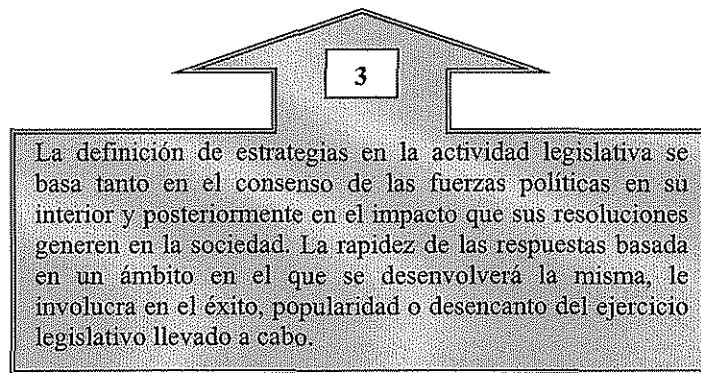 3
La definición de estrategias en la actividad legislativa se
basa tanto en el consenso de las fuerzas políticas en su
interior y posteriormente en el impacto que sus resoluciones
generen en la sociedad. La rapidez de las respuestas basada
en un ámbito en el que se desenvolverá la misma, le
involucra en el éxito, popularidad o desencanto del ejercicio
legislativo llevado a cabo.